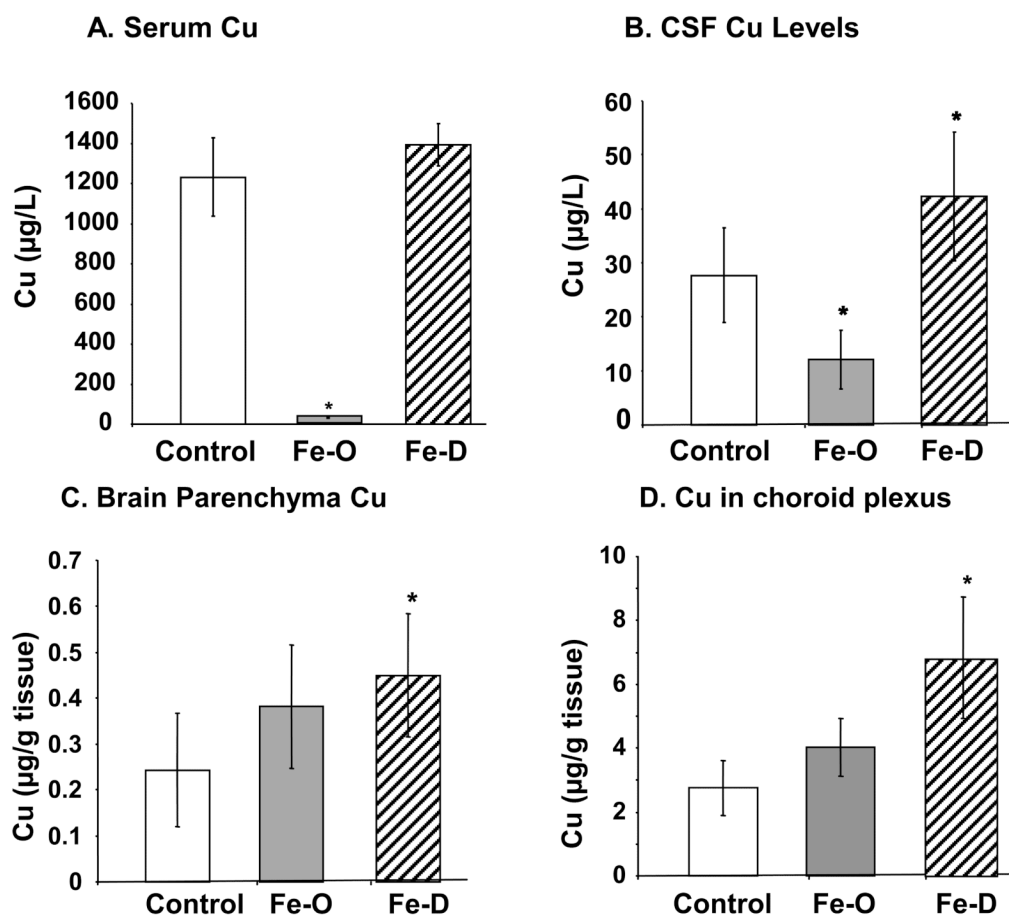 A. Serum Cu
Cu (µg/L)
1600
1400
1200
1000
800
600
400
200
0
*
Control Fe-O Fe-D
B. CSF Cu Levels
Cu (µg/L)
60
50
40
30
20
10
0
*
*
Control Fe-O Fe-D
C. Brain Parenchyma Cu
Cu (µg/g tissue)
0.7
0.6
0.5
0.4
0.3
0.2
0.1
0
*
Control Fe-O Fe-D
D. Cu in choroid plexus
Cu (µg/g tissue)
10
8
6
4
2
0
*
Control Fe-O Fe-D